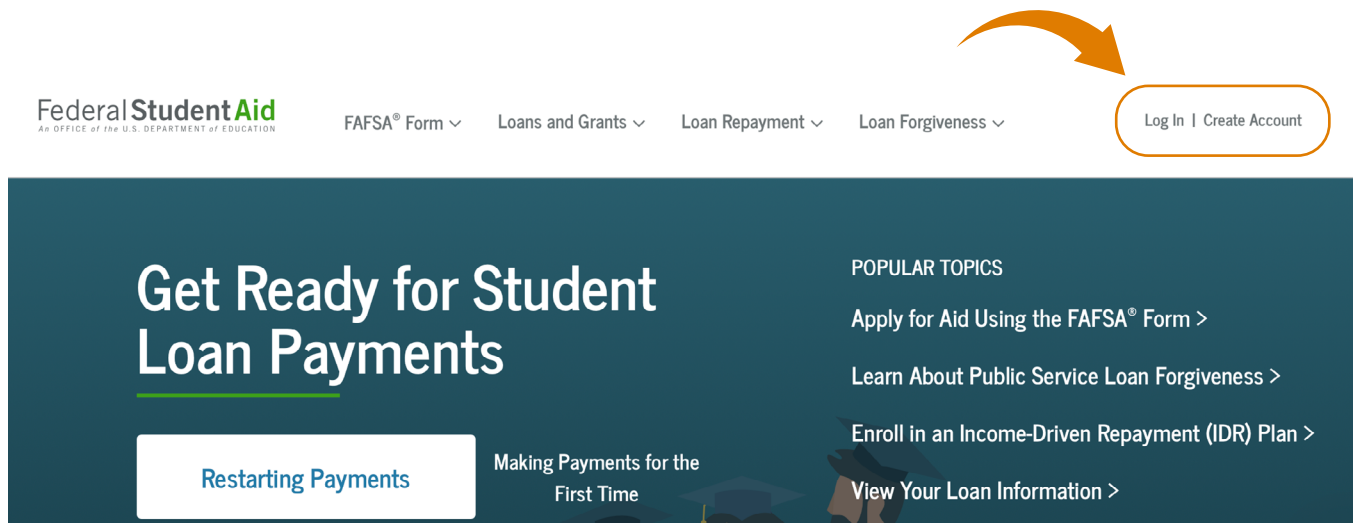 Federal Student Aid
An OFFICE of the U.S. DEPARTMENT of EDUCATION
FAFSA® Form
Loans and Grants
Loan Repayment
Loan Forgiveness
Log In | Create Account
Get Ready for Student
Loan Payments
Restarting Payments
Making Payments for the
First Time
POPULAR TOPICS
Apply for Aid Using the FAFSA® Form >
Learn About Public Service Loan Forgiveness >
Enroll in an Income-Driven Repayment (IDR) Plan >
View Your Loan Information >